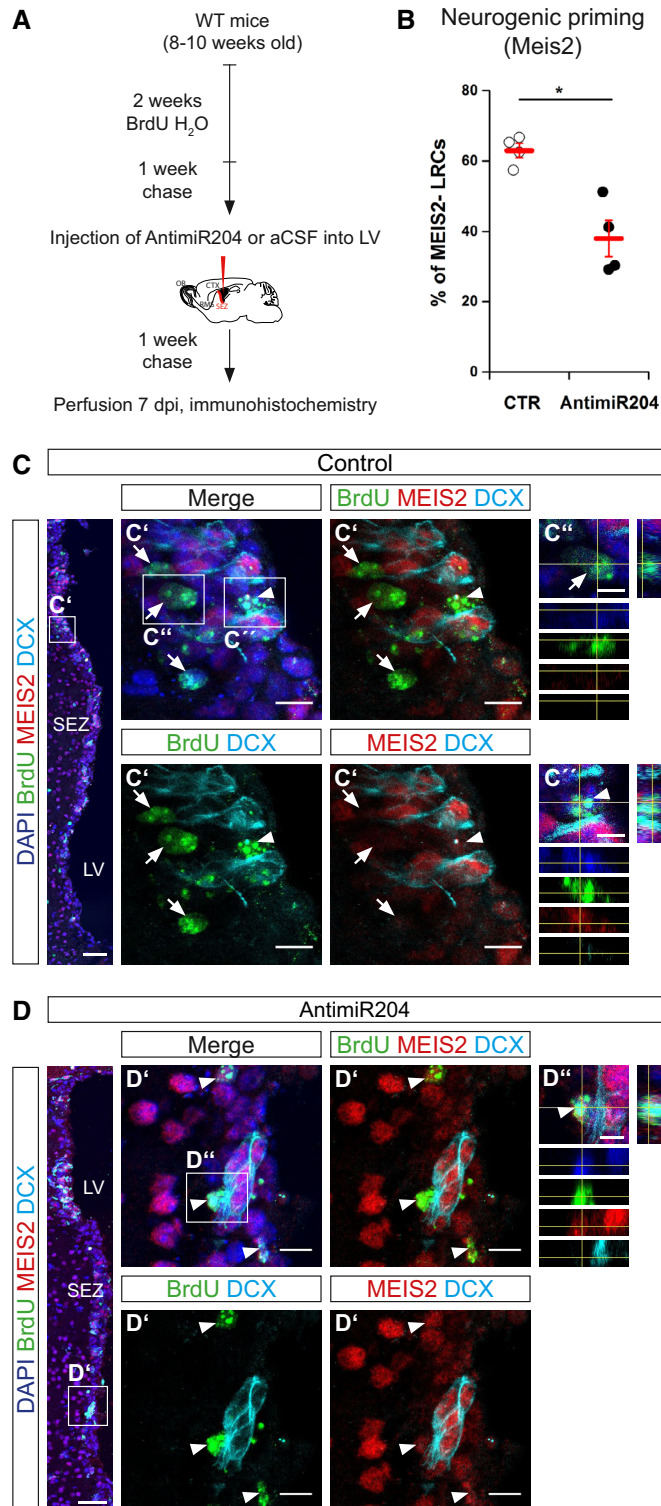 A
WT mice
(8-10 weeks old)
2 weeks
BrdU H2O
1 week
chase
Injection of AntimiR204 or aCSF into LV
OB
CTX
RMS
SEZ
1 week
chase
Perfusion 7 dpi, immunohistochemistry
B
Neurogenic priming
(Meis2)
% of MEIS2- LRCs
80
60
40
20
0
*
CTR
AntimiR204
C
Control
DAPI BrdU MEIS2 DCX
C‘
SEZ
LV
Merge
BrdU MEIS2 DCX
C‘
C‘‘
C´´
C‘
C‘‘
BrdU DCX
MEIS2 DCX
C‘
C‘
C´´
D
AntimiR204
DAPI BrdU MEIS2 DCX
LV
SEZ
D‘
Merge
BrdU MEIS2 DCX
D‘
D‘‘
D‘
D‘‘
BrdU DCX
MEIS2 DCX
D‘
D‘